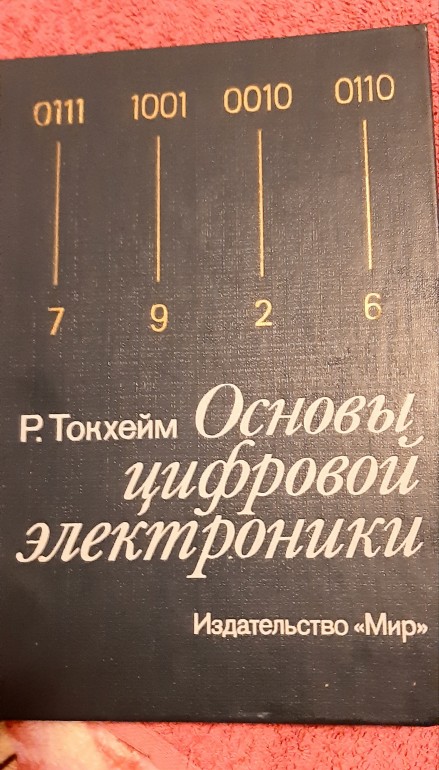 0111 1001 0010 0110
7 9 2 6
Р. Токхейм Основы
цифровой
электроники
Издательство «Мир»